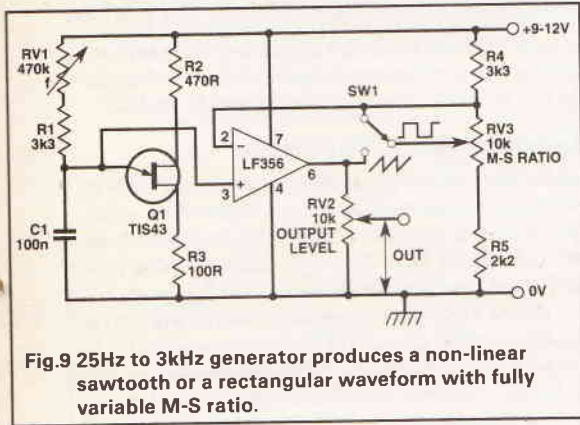 +9-12V
RV1
470k
f
R2
470R
R4
3k3
SW1
R1
3k3
2
−
7
LF356
6
3
+
4
RV3
10k
M-S RATIO
Q1
TIS43
C1
100n
RV2
10k
OUTPUT
LEVEL
OUT
R3
100R
R5
2k2
0V
Fig.9 25Hz to 3kHz generator produces a non-linear
sawtooth or a rectangular waveform with fully
variable M-S ratio.